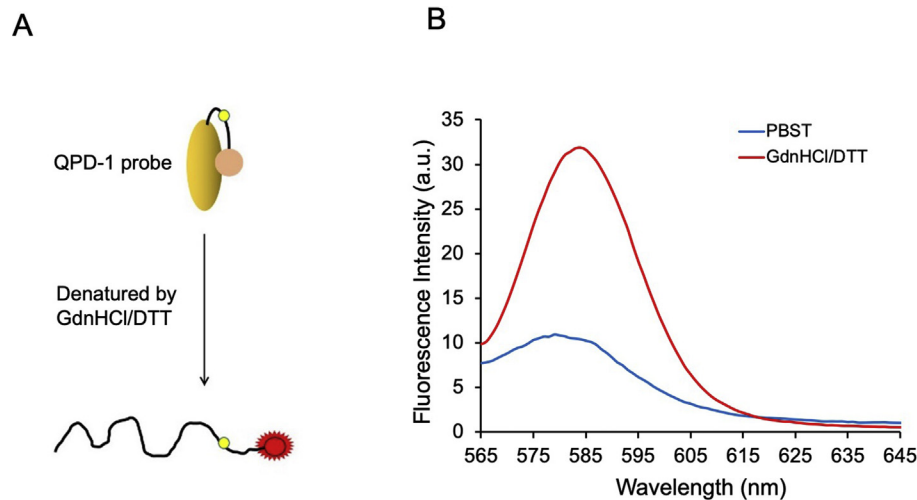 A
QPD-1 probe
Denatured by
GdnHCl/DTT
B
Fluorescence Intensity (a.u.)
35
30
25
20
15
10
5
0
PBST
GdnHCl/DTT
565 575 585 595 605 615 625 635 645
Wavelength (nm)